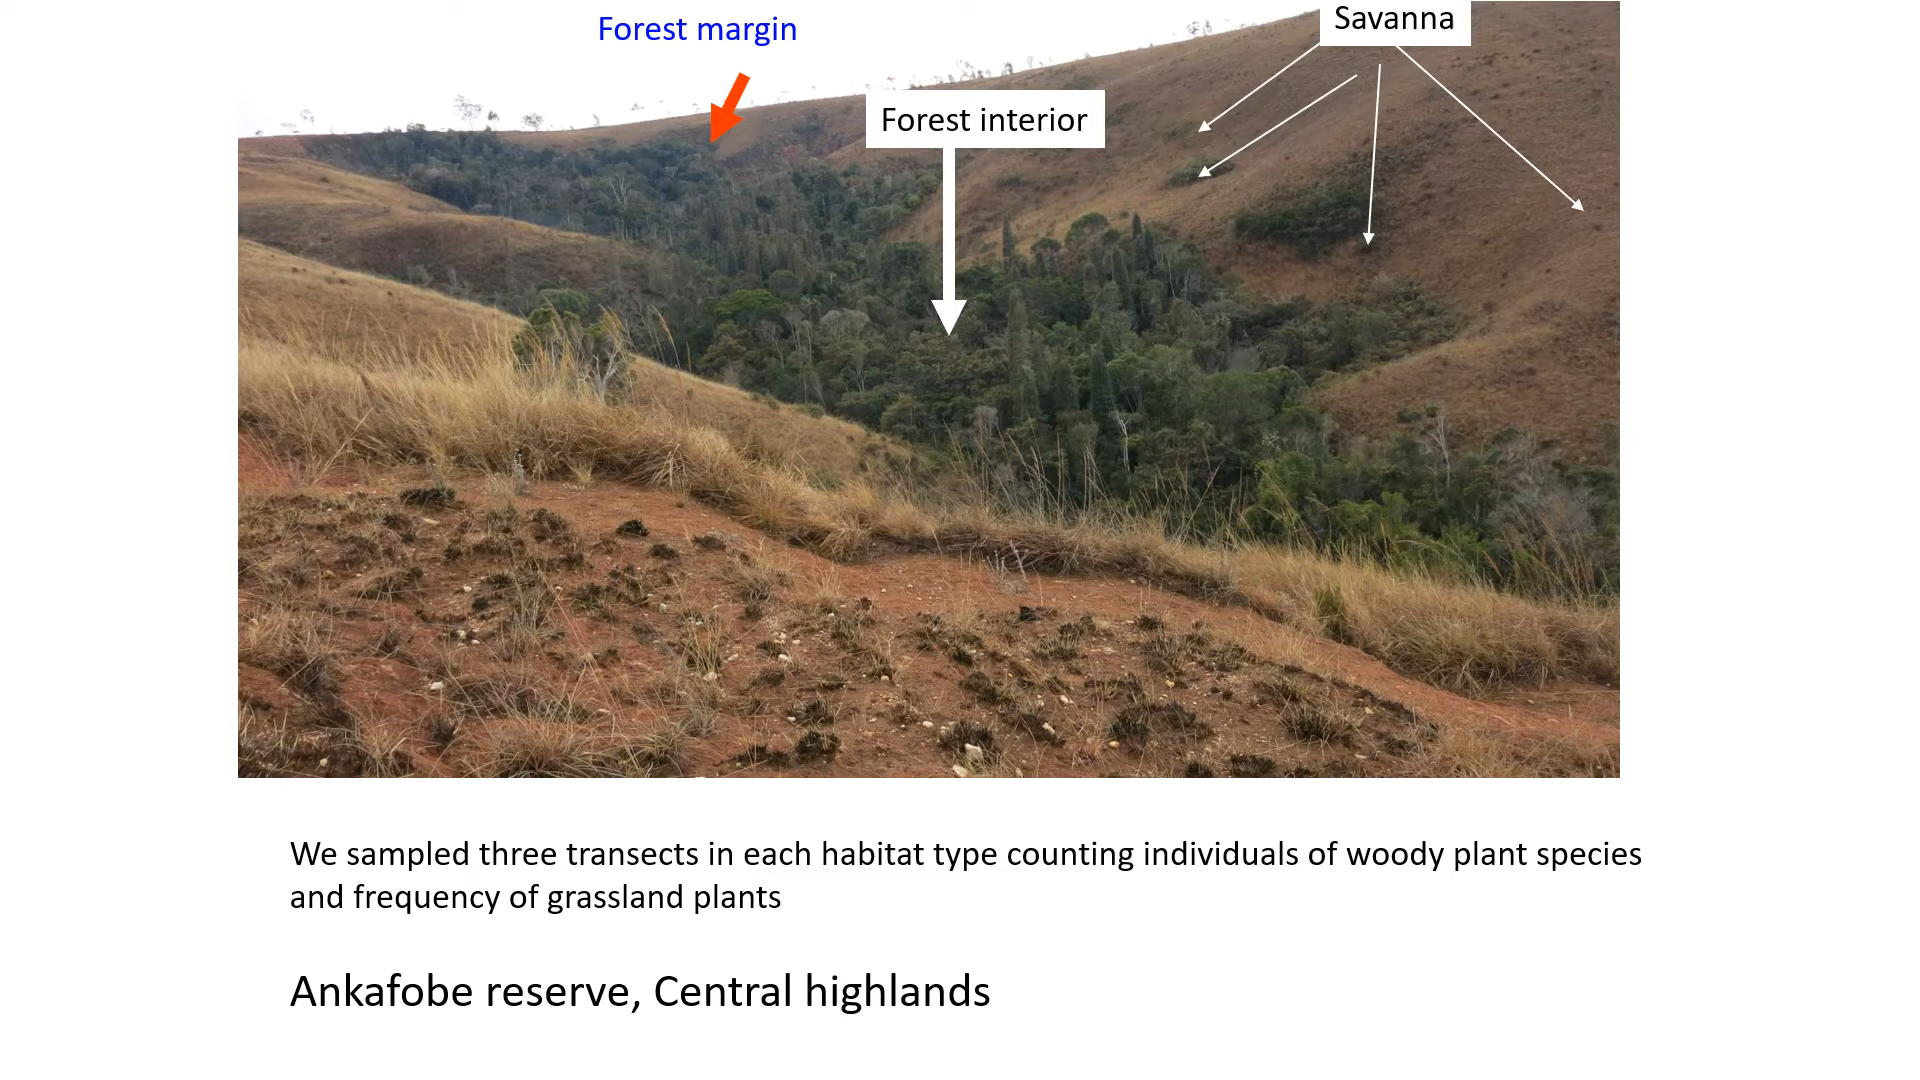 Forest margin
Savanna
Forest interior
We sampled three transects in each habitat type counting individuals of woody plant species
and frequency of grassland plants
Ankafobe reserve, Central highlands